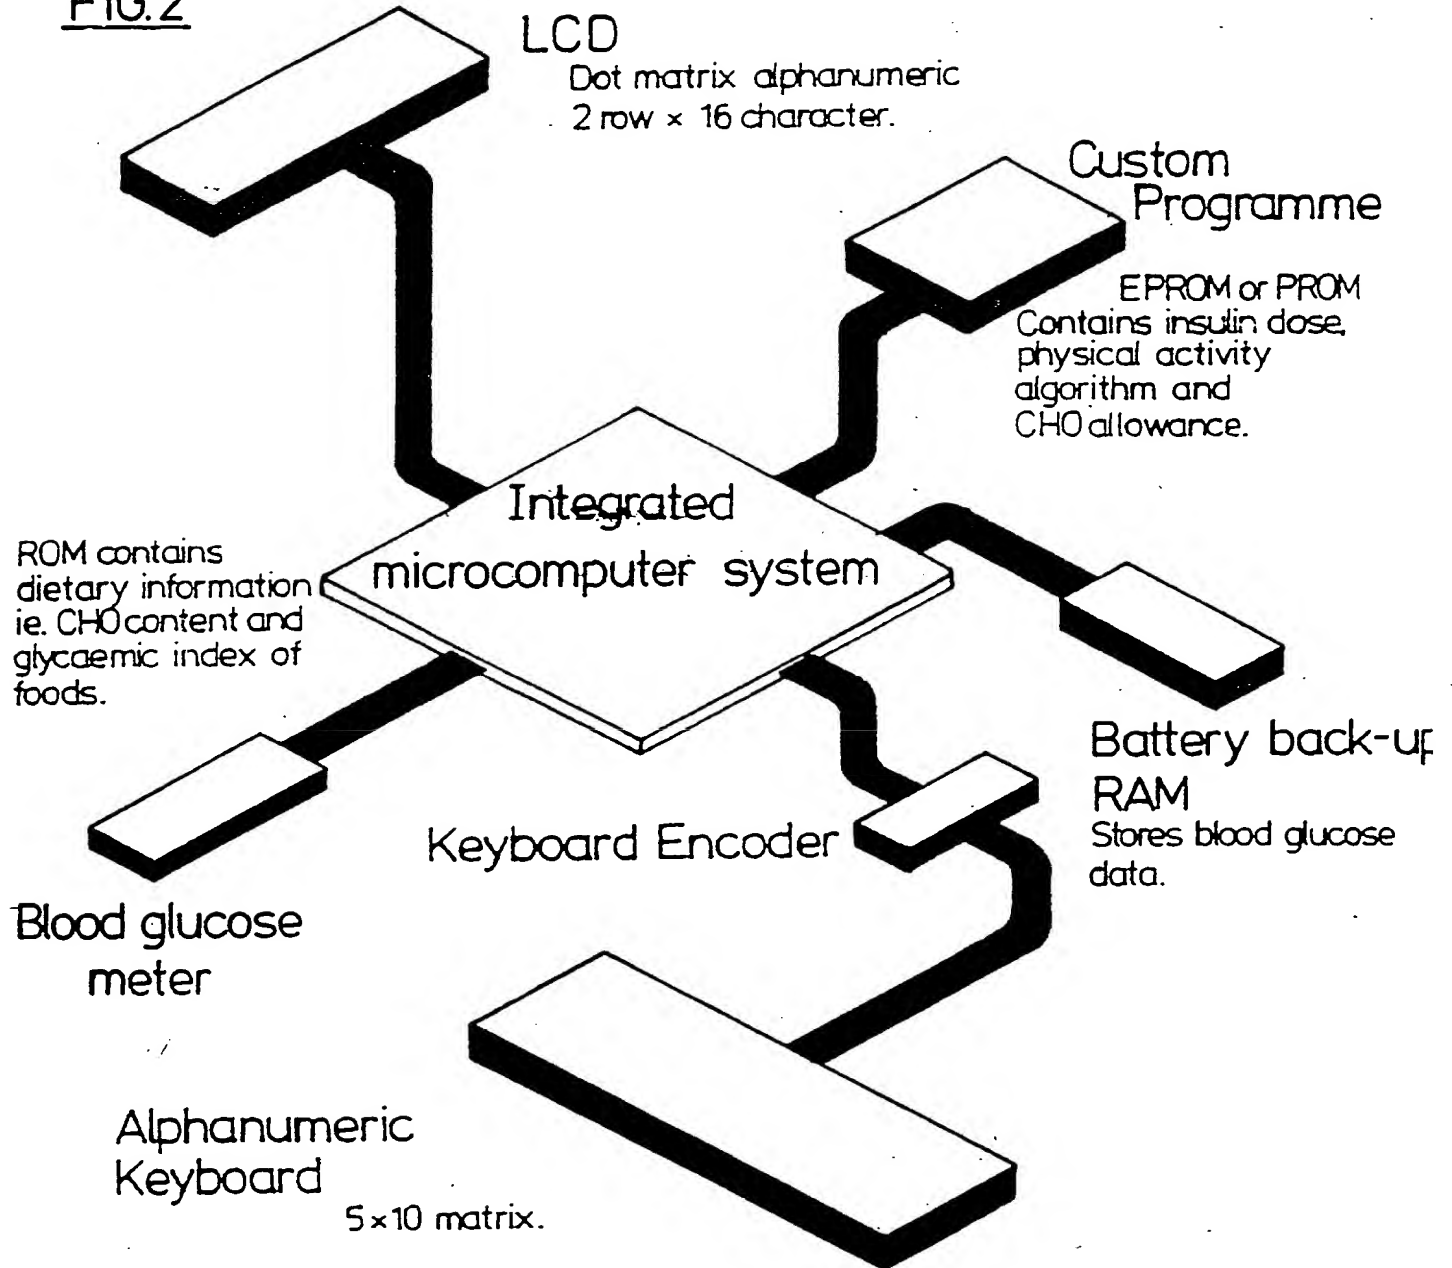 FIG.2
LCD
Dot matrix alphanumeric
2 row × 16 character.
Custom
Programme
EPROM or PROM
Contains insulin dose,
physical activity
algorithm and
CHO allowance.
Integrated
microcomputer system
ROM contains
dietary information
ie. CHO content and
glycaemic index of
foods.
Battery back-up
RAM
Stores blood glucose
data.
Keyboard Encoder
Blood glucose
meter
Alphanumeric
Keyboard
5×10 matrix.